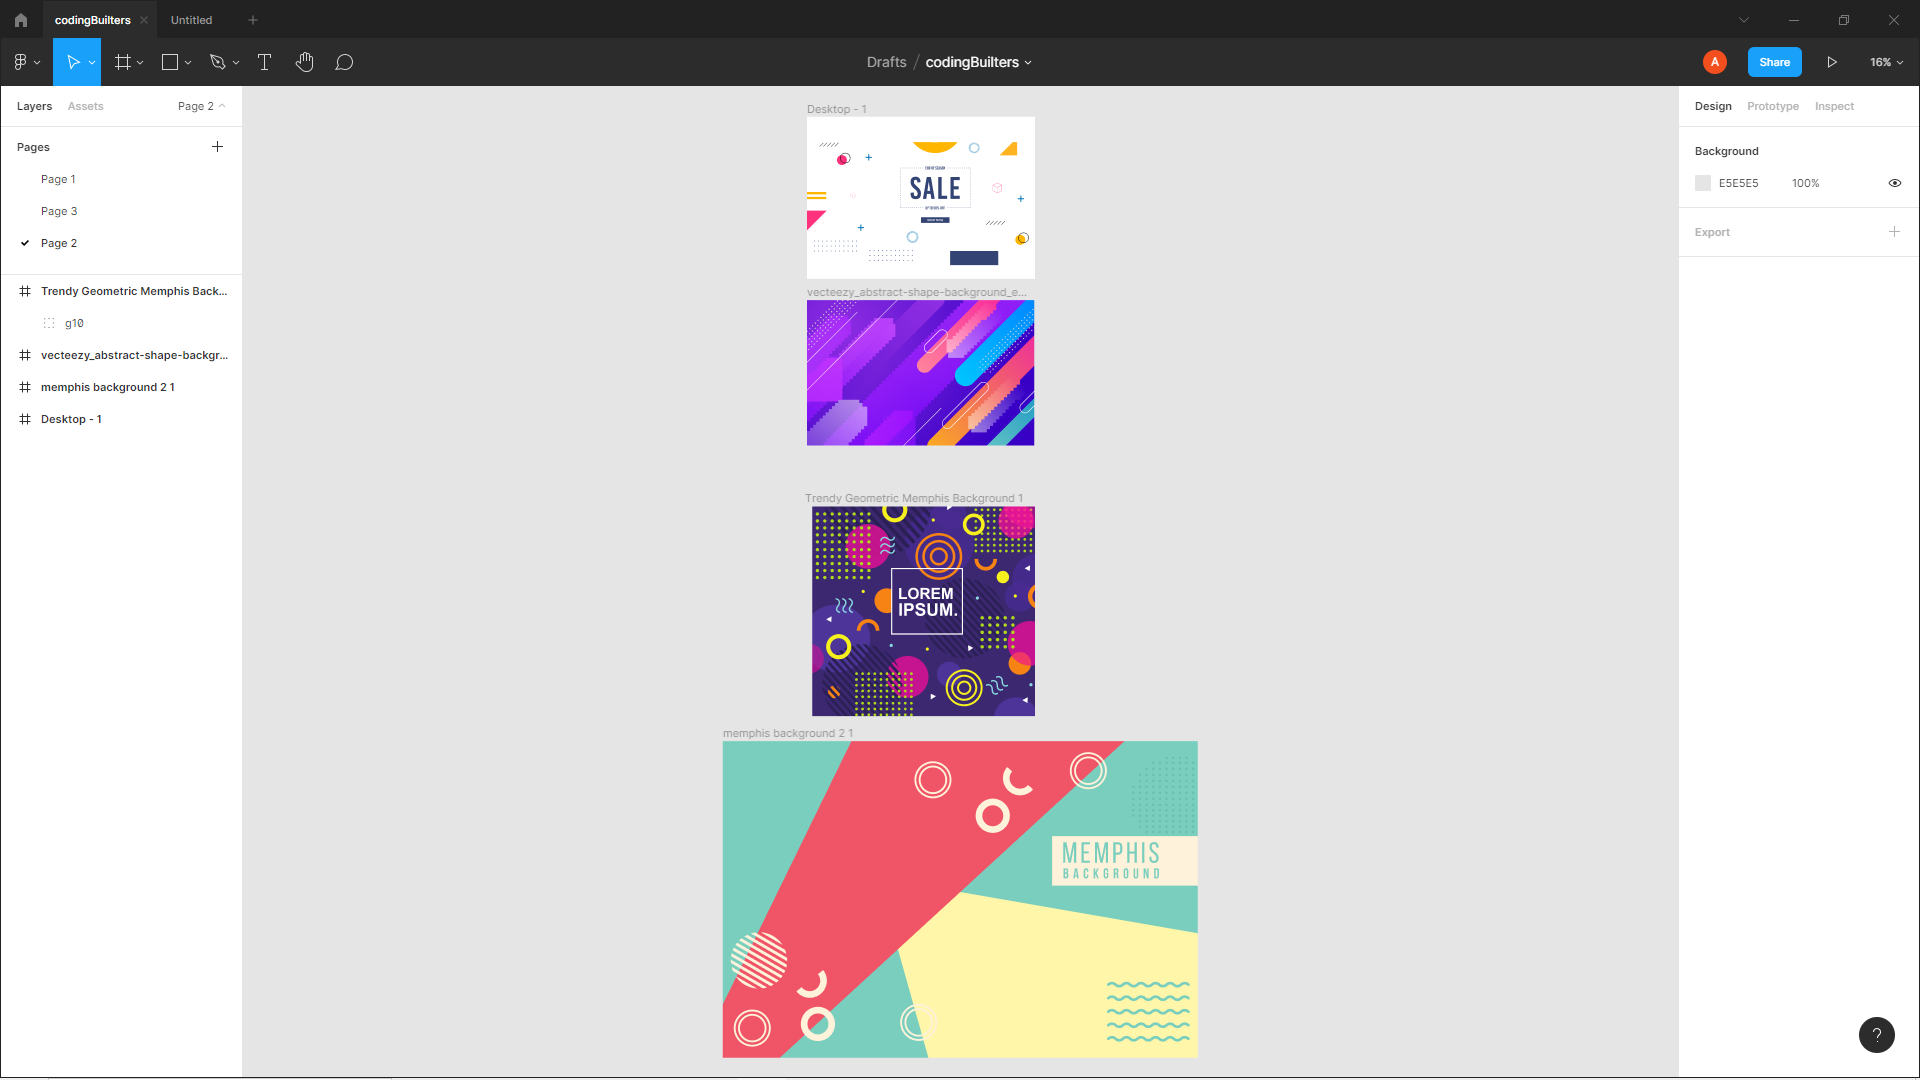 codingBuilters
Untitled
Drafts / codingBuilters
A
Share
16%
Layers
Assets
Page 2
Pages
Page 1
Page 3
Page 2
Trendy Geometric Memphis Back...
g10
vecteezy_abstract-shape-backgr...
memphis background 2 1
Desktop - 1
Desktop - 1
SALE
vecteezy_abstract-shape-background_e...
Trendy Geometric Memphis Background 1
LOREM
IPSUM.
memphis background 2 1
MEMPHIS
BACKGROUND
Design
Prototype
Inspect
Background
E5E5E5
100%
Export
?